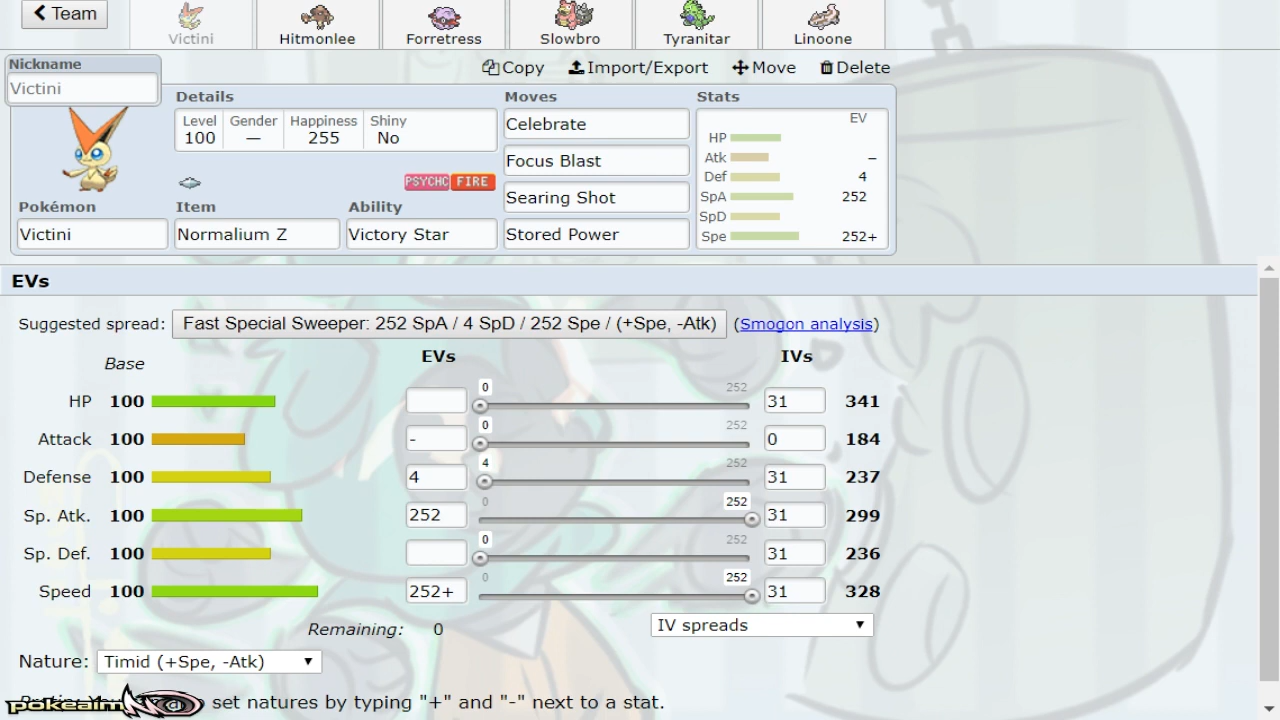 Team
Victini Hitmonlee Forretress Slowbro Tyranitar Linoone
Nickname
Victini
Copy Import/Export Move Delete
Details Moves Stats
Level Gender Happiness Shiny
100 — 255 No
PSYCHC FIRE
Pokémon Item Ability
Victini Normalium Z Victory Star
Celebrate
Focus Blast
Searing Shot
Stored Power
EV
HP
Atk –
Def 4
SpA 252
SpD
Spe 252+
EVs
Suggested spread: Fast Special Sweeper: 252 SpA / 4 SpD / 252 Spe / (+Spe, -Atk) (Smogon analysis)
Base EVs IVs
HP 100 0 252 31 341
Attack 100 - 0 252 0 184
Defense 100 4 4 252 31 237
Sp. Atk. 100 252 0 252 31 299
Sp. Def. 100 0 252 31 236
Speed 100 252+ 0 252 31 328
Remaining: 0 IV spreads
Nature: Timid (+Spe, -Atk)
set natures by typing "+" and "-" next to a stat.
pokeaim